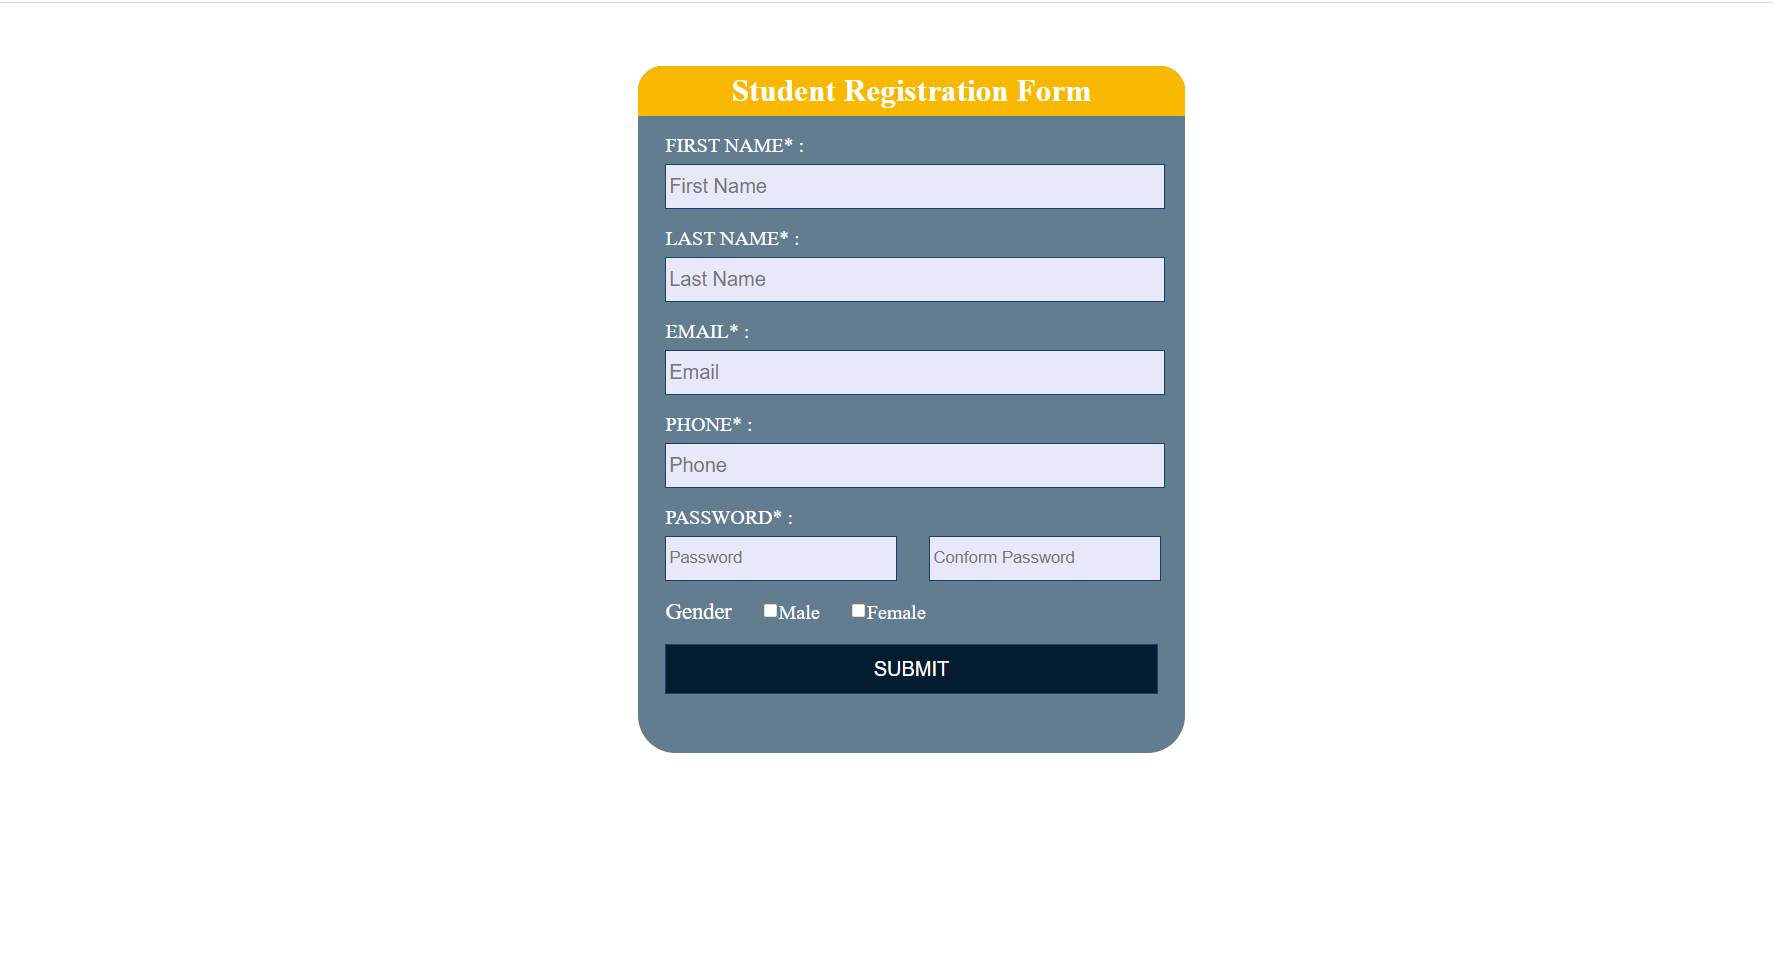 Student Registration Form
FIRST NAME* :
First Name
LAST NAME* :
Last Name
EMAIL* :
Email
PHONE* :
Phone
PASSWORD* :
Password Conform Password
Gender Male Female
SUBMIT